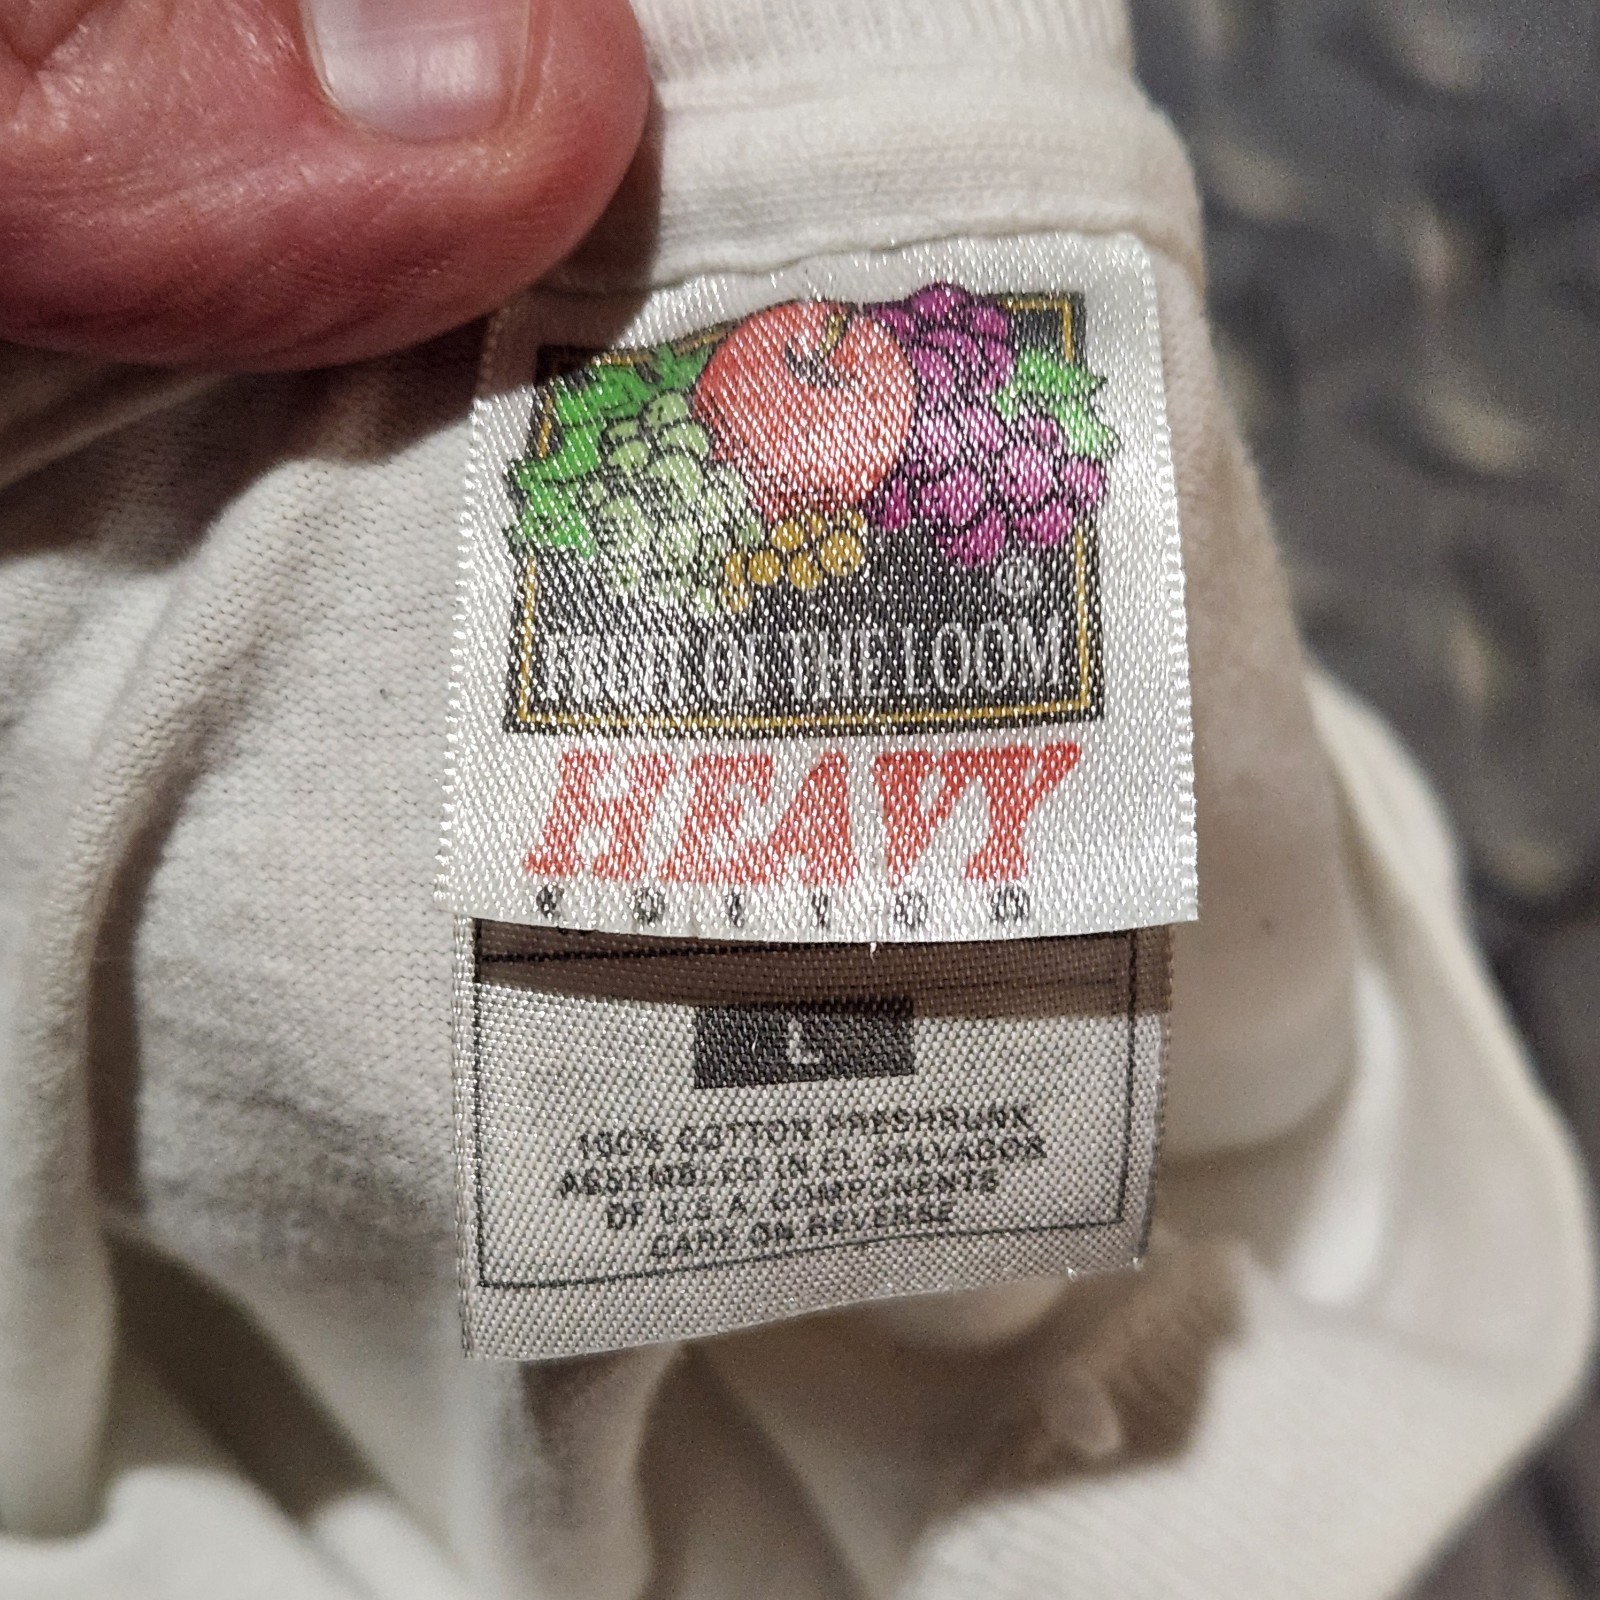 ®
FRUIT OF THE LOOM
HEAVY
COTTON
L
100% COTTON PRESHRUNK
ASSEMBLED IN EL SALVADOR
OF U.S.A. COMPONENTS
CARE ON REVERSE